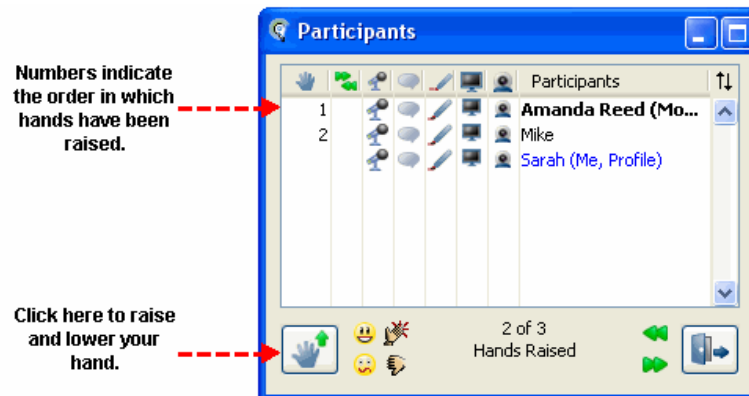 Participants
Numbers indicate
the order in which
hands have been
raised.
Participants
1 Amanda Reed (Mo...
2 Mike
Sarah (Me, Profile)
Click here to raise
and lower your
hand.
2 of 3
Hands Raised